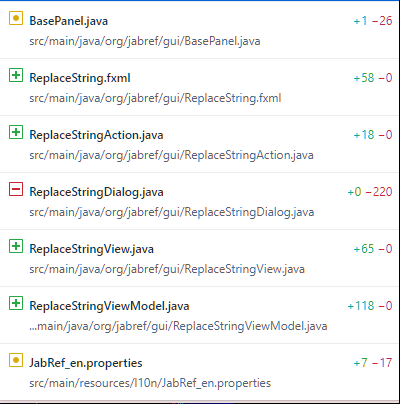 BasePanel.java +1 −26
src/main/java/org/jabref/gui/BasePanel.java
ReplaceString.fxml +58 −0
src/main/java/org/jabref/gui/ReplaceString.fxml
ReplaceStringAction.java +18 −0
src/main/java/org/jabref/gui/ReplaceStringAction.java
ReplaceStringDialog.java +0 −220
src/main/java/org/jabref/gui/ReplaceStringDialog.java
ReplaceStringView.java +65 −0
src/main/java/org/jabref/gui/ReplaceStringView.java
ReplaceStringViewModel.java +118 −0
...main/java/org/jabref/gui/ReplaceStringViewModel.java
JabRef_en.properties +7 −17
src/main/resources/l10n/JabRef_en.properties